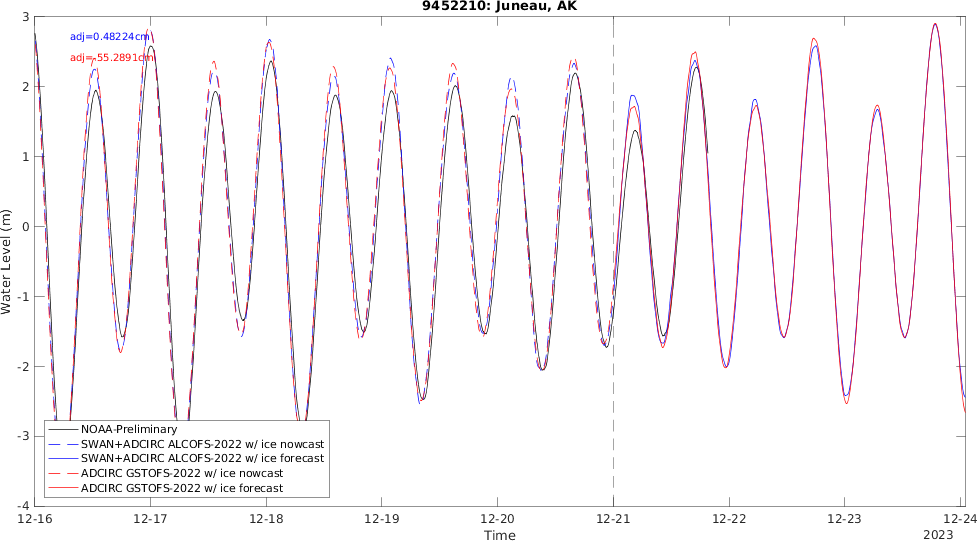 9452210: Juneau, AK
adj=0.48224cm
adj=-55.2891cm
Water Level (m)
3
2
1
0
-1
-2
-3
-4
NOAA-Preliminary
SWAN+ADCIRC ALCOFS-2022 w/ ice nowcast
SWAN+ADCIRC ALCOFS-2022 w/ ice forecast
ADCIRC GSTOFS-2022 w/ ice nowcast
ADCIRC GSTOFS-2022 w/ ice forecast
12-16 12-17 12-18 12-19 12-20 12-21 12-22 12-23 12-24
Time
2023